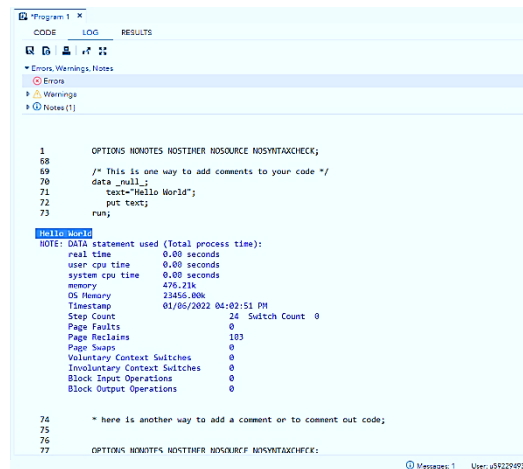 *Program 1 ×
CODE LOG RESULTS
Errors, Warnings, Notes
Errors
Warnings
Notes (1)
1 OPTIONS NONOTES NOSTIMER NOSOURCE NOSYNTAXCHECK;
68
69 /* This is one way to add comments to your code */
70 data _null_;
71 text="Hello World";
72 put text;
73 run;
Hello World
NOTE: DATA statement used (Total process time):
real time 0.00 seconds
user cpu time 0.00 seconds
system cpu time 0.00 seconds
memory 476.21k
OS Memory 23456.00k
Timestamp 01/06/2022 04:02:51 PM
Step Count 24 Switch Count 0
Page Faults 0
Page Reclaims 103
Page Swaps 0
Voluntary Context Switches 0
Involuntary Context Switches 0
Block Input Operations 0
Block Output Operations 0
74 * here is another way to add a comment or to comment out code;
75
76
77 OPTIONS NONOTES NOSTIMER NOSOURCE NOSYNTAXCHECK;
Messages: 1 User: